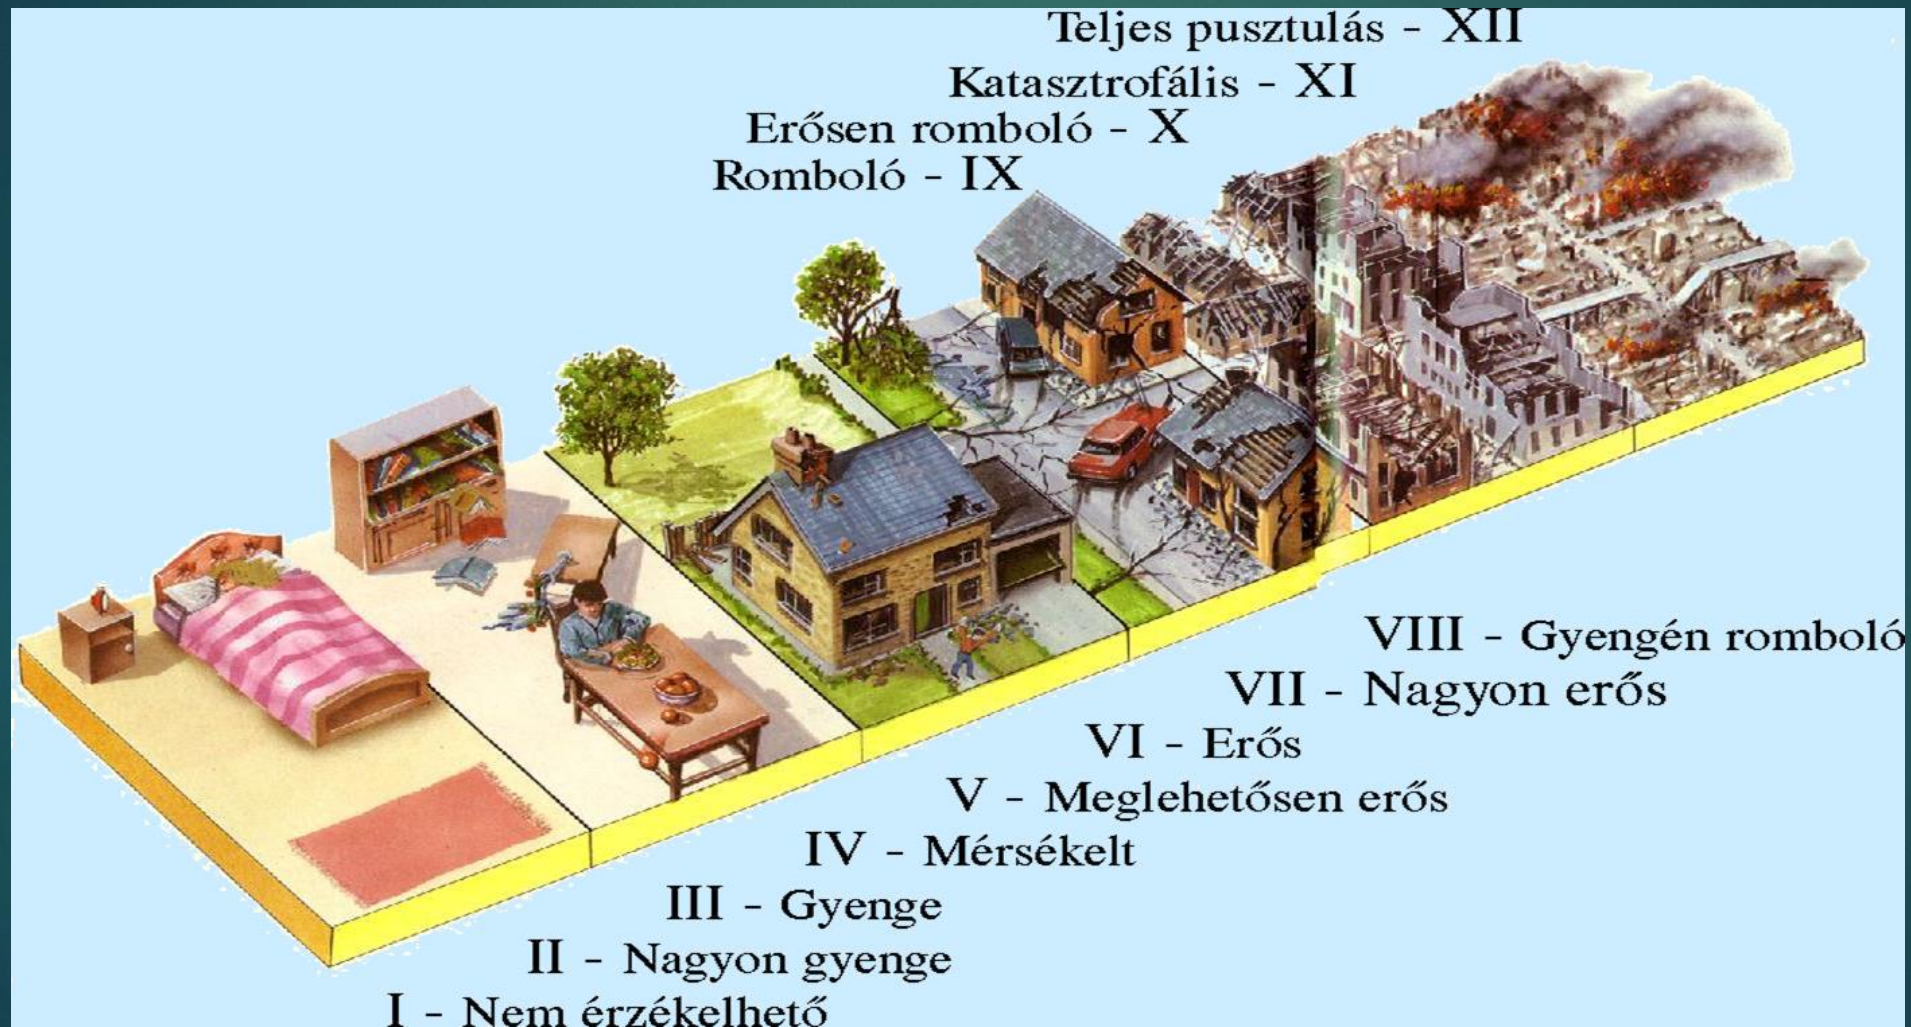 Teljes pusztulás - XII
Katasztrofális - XI
Erősen romboló - X
Romboló - IX
VIII - Gyengén romboló
VII - Nagyon erős
VI - Erős
V - Meglehetősen erős
IV - Mérsékelt
III - Gyenge
II - Nagyon gyenge
I - Nem érzékelhető